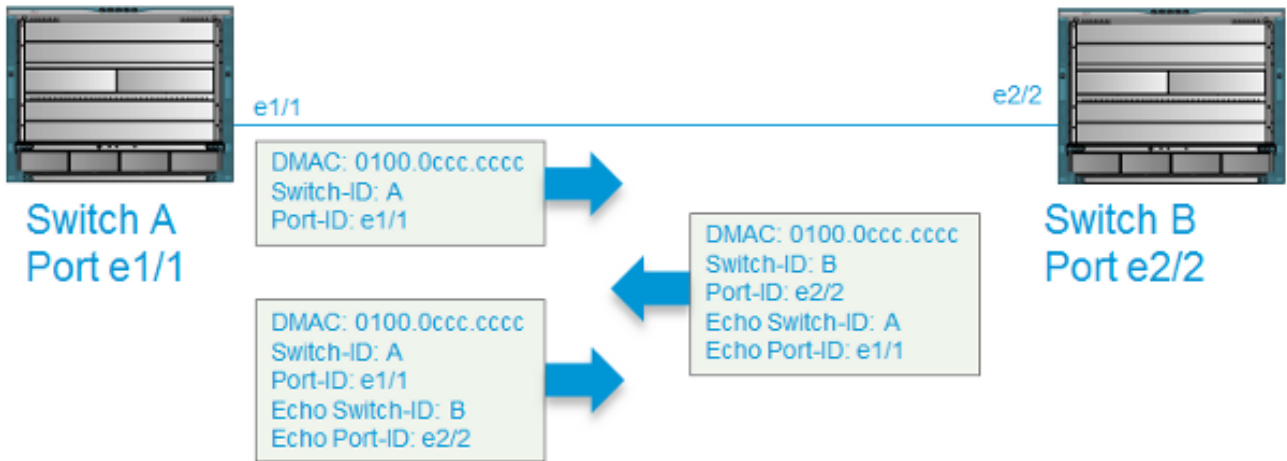 e1/1
e2/2
DMAC: 0100.0ccc.cccc
Switch-ID: A
Port-ID: e1/1
Switch A
Port e1/1
DMAC: 0100.0ccc.cccc
Switch-ID: B
Port-ID: e2/2
Echo Switch-ID: A
Echo Port-ID: e1/1
Switch B
Port e2/2
DMAC: 0100.0ccc.cccc
Switch-ID: A
Port-ID: e1/1
Echo Switch-ID: B
Echo Port-ID: e2/2